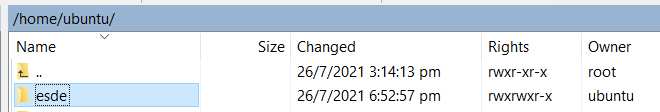 /home/ubuntu/
Name Size Changed Rights Owner
.. 26/7/2021 3:14:13 pm rwxr-xr-x root
esde 26/7/2021 6:52:57 pm rwxrwxr-x ubuntu